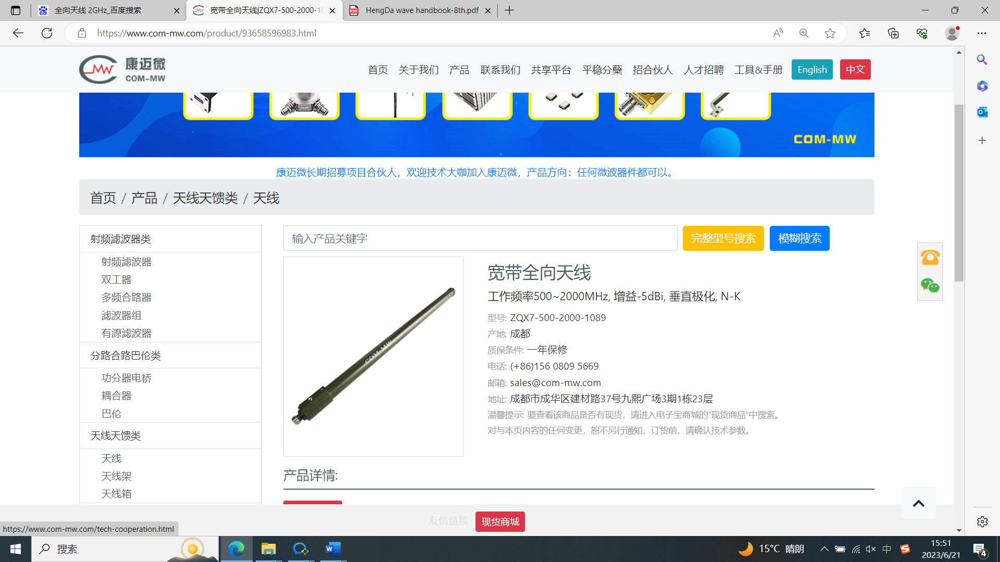 全向天线 2GHz_百度搜索
宽带全向天线|ZQX7-500-2000-10
HengDa wave handbook-8th.pdf
https://www.com-mw.com/product/93658596983.html
康迈微
COM-MW
首页 关于我们 产品 联系我们 共享平台 平稳分蘖 招合伙人 人才招聘 工具&手册 English 中文
COM-MW
康迈微长期招募项目合伙人，欢迎技术大咖加入康迈微，产品方向：任何微波器件都可以。
首页 / 产品 / 天线天馈类 / 天线
射频滤波器类
射频滤波器
双工器
多频合路器
滤波器组
有源滤波器
分路合路巴伦类
功分器电桥
耦合器
巴伦
天线天馈类
天线
天线架
天线箱
输入产品关键字 完整型号搜索 模糊搜索
COM-MW
宽带全向天线
工作频率500~2000MHz, 增益-5dBi, 垂直极化, N-K
型号: ZQX7-500-2000-1089
产地: 成都
质保条件: 一年保修
电话: (+86)156 0809 5669
邮箱: sales@com-mw.com
地址: 成都市成华区建材路37号九熙广场3期1栋23层
温馨提示: 要查看该商品是否有现货，请进入电子宝商城的“现货商品”中搜索。
对与本页内容的任何变更，恕不另行通知，订货前，请确认技术参数。
产品详情:
友情链接 现货商城
https://www.com-mw.com/tech-cooperation.html
搜索
15°C 晴朗
中
15:51
2023/6/21
4